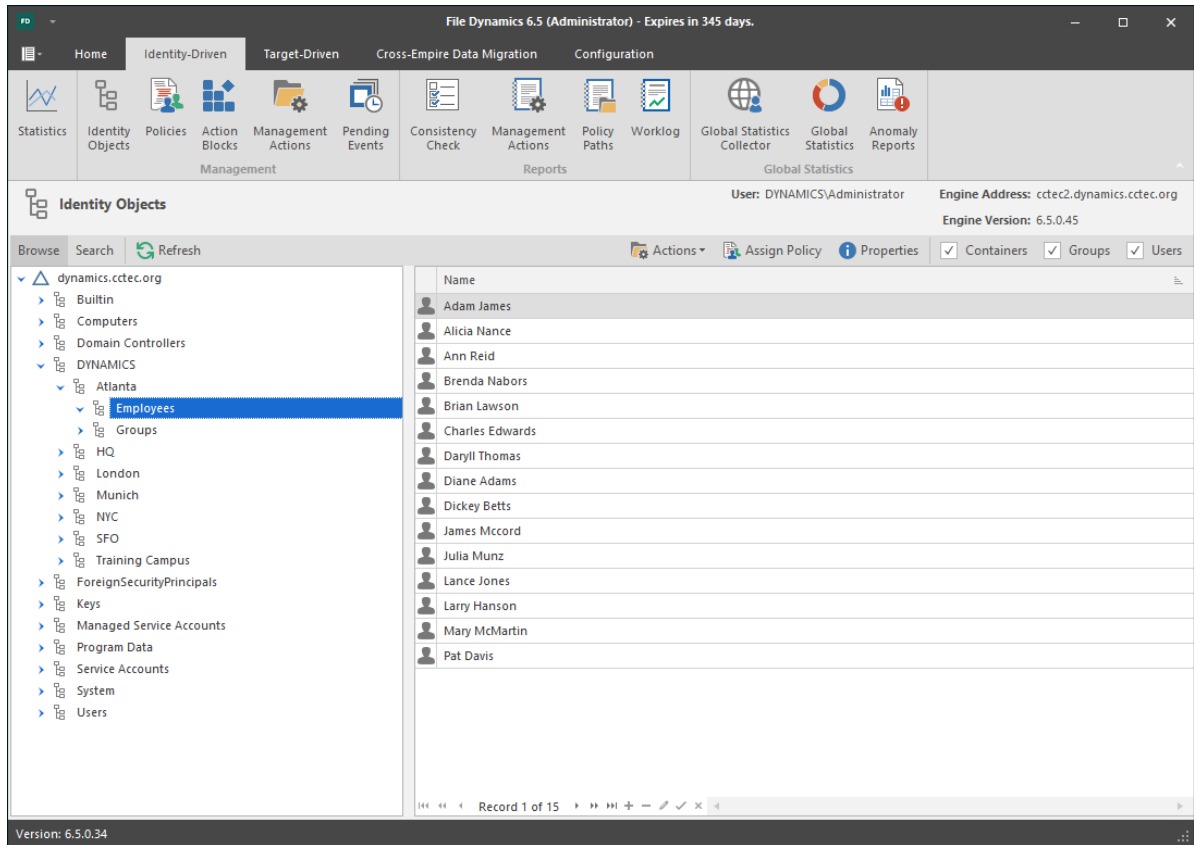 FD
File Dynamics 6.5 (Administrator) - Expires in 345 days.
Home Identity-Driven Target-Driven Cross-Empire Data Migration Configuration
Statistics
Identity Objects
Policies
Action Blocks
Management Actions
Pending Events
Management
Consistency Check
Management Actions
Policy Paths
Worklog
Reports
Global Statistics Collector
Global Statistics
Anomaly Reports
Global Statistics
Identity Objects
User: DYNAMICS\Administrator
Engine Address: cctec2.dynamics.cctec.org
Engine Version: 6.5.0.45
Browse Search Refresh Actions Assign Policy Properties Containers Groups Users
dynamics.cctec.org
Builtin
Computers
Domain Controllers
DYNAMICS
Atlanta
Employees
Groups
HQ
London
Munich
NYC
SFO
Training Campus
ForeignSecurityPrincipals
Keys
Managed Service Accounts
Program Data
Service Accounts
System
Users
Name
Adam James
Alicia Nance
Ann Reid
Brenda Nabors
Brian Lawson
Charles Edwards
Daryll Thomas
Diane Adams
Dickey Betts
James Mccord
Julia Munz
Lance Jones
Larry Hanson
Mary McMartin
Pat Davis
Record 1 of 15
Version: 6.5.0.34